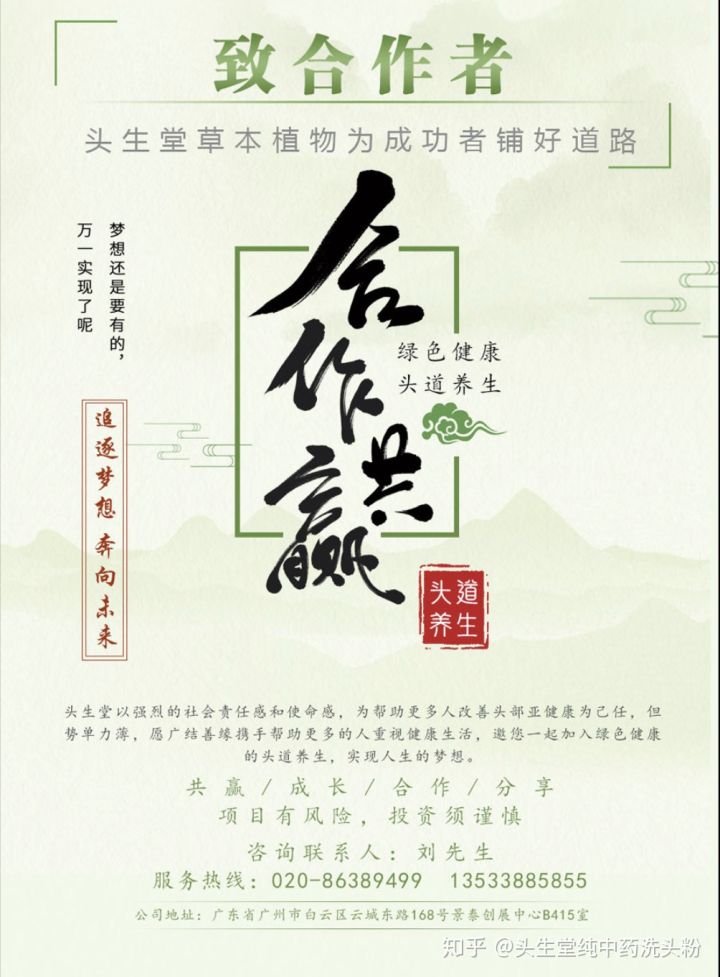 致合作者
头生堂草本植物为成功者铺好道路
梦想还是要有的，
万一实现了呢
合作共赢
绿色健康
头道养生
追逐梦想 奔向未来
头道
养生
头生堂以强烈的社会责任感和使命感，为帮助更多人改善头部亚健康为己任，但
势单力薄，愿广结善缘携手帮助更多的人重视健康生活，邀您一起加入绿色健康
的头道养生，实现人生的梦想。
共赢/成长/合作/分享
项目有风险，投资须谨慎
咨询联系人：刘先生
服务热线：020-86389499 13533885855
公司地址：广东省广州市白云区云城东路168号景泰创展中心B415室
知乎 @头生堂纯中药洗头粉